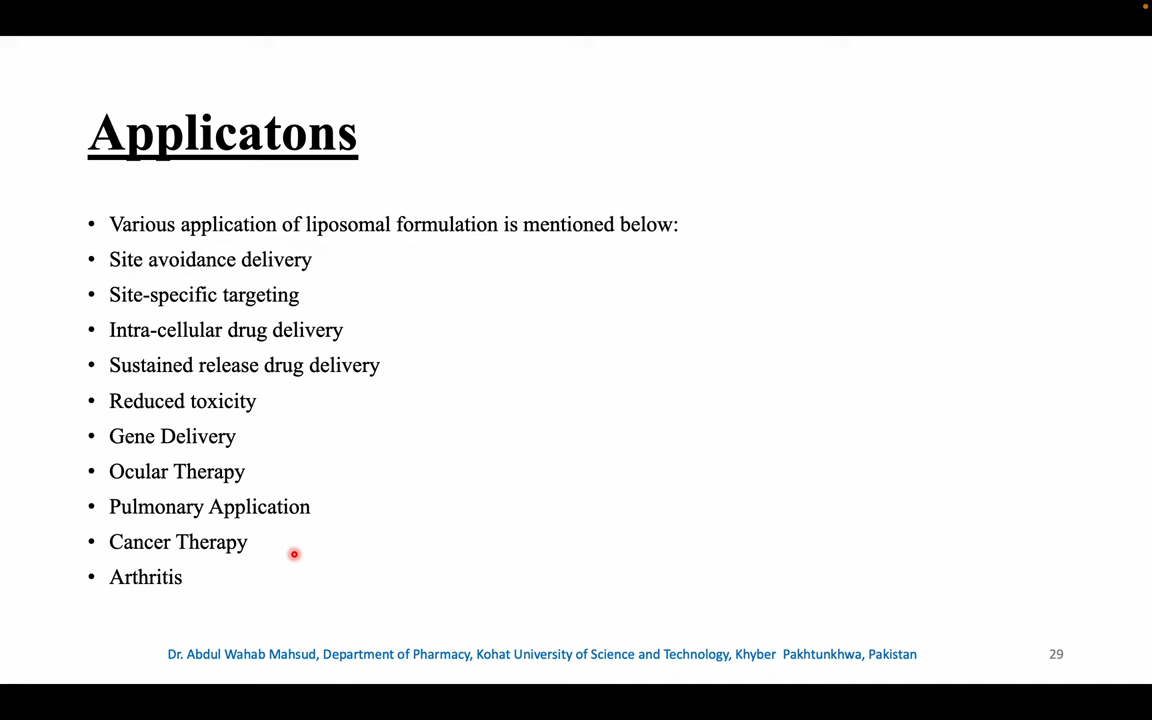 Applicatons
• Various application of liposomal formulation is mentioned below:
• Site avoidance delivery
• Site-specific targeting
• Intra-cellular drug delivery
• Sustained release drug delivery
• Reduced toxicity
• Gene Delivery
• Ocular Therapy
• Pulmonary Application
• Cancer Therapy
• Arthritis
Dr. Abdul Wahab Mahsud, Department of Pharmacy, Kohat University of Science and Technology, Khyber Pakhtunkhwa, Pakistan
29